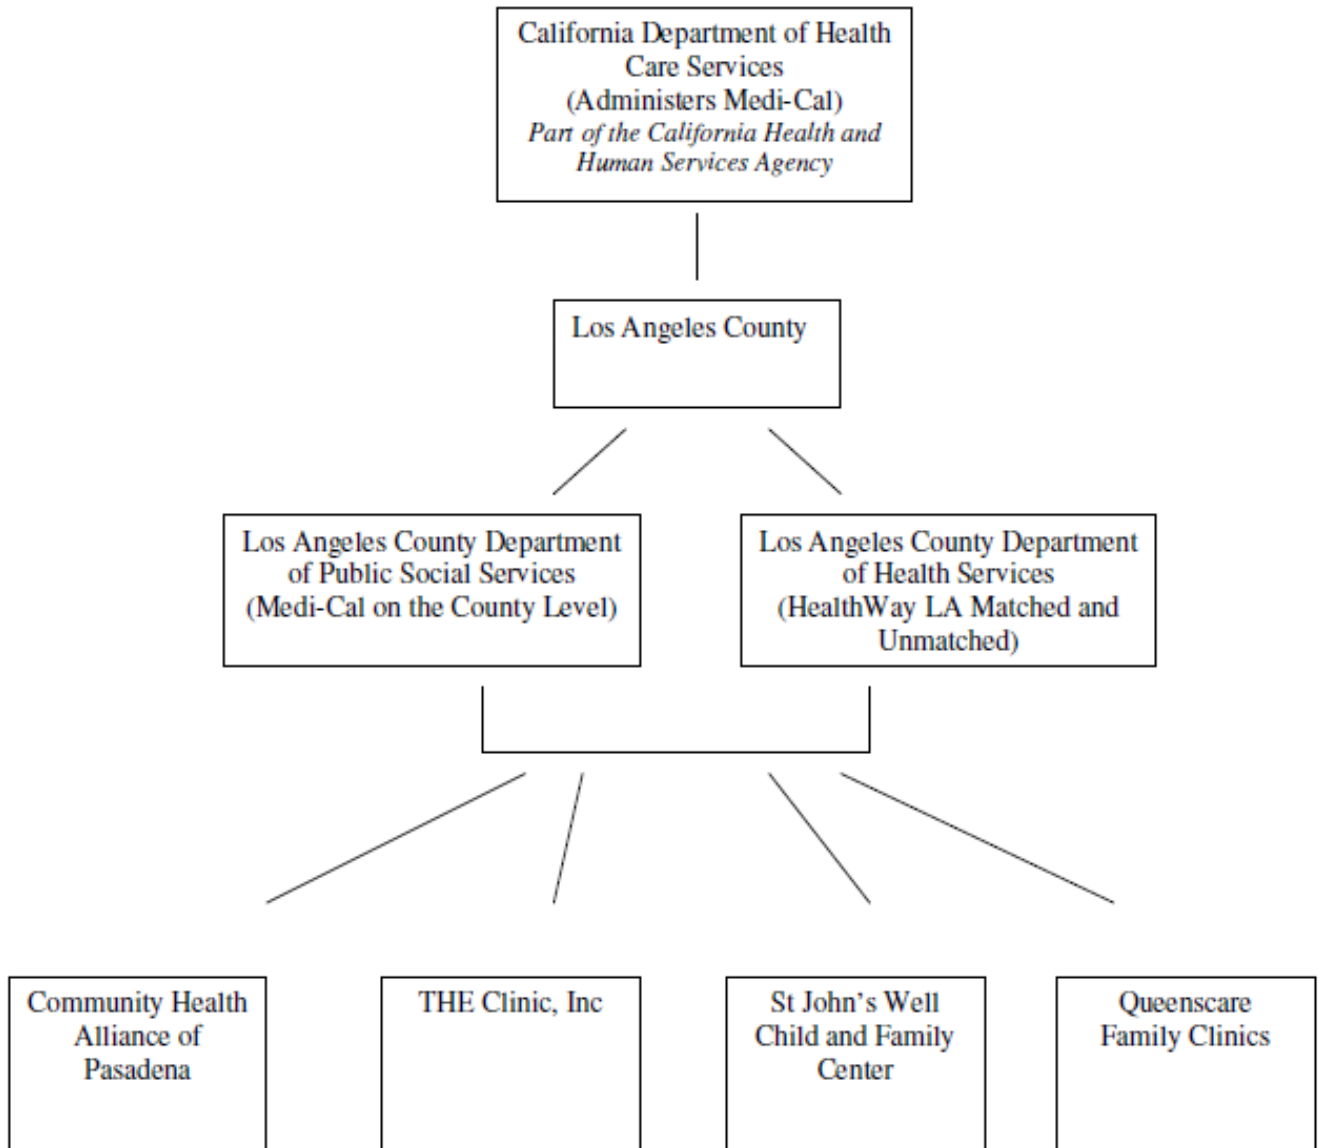 California Department of Health
Care Services
(Administers Medi-Cal)
Part of the California Health and
Human Services Agency
Los Angeles County
Los Angeles County Department
of Public Social Services
(Medi-Cal on the County Level)
Los Angeles County Department
of Health Services
(HealthWay LA Matched and
Unmatched)
Community Health
Alliance of
Pasadena
THE Clinic, Inc
St John's Well
Child and Family
Center
Queenscare
Family Clinics